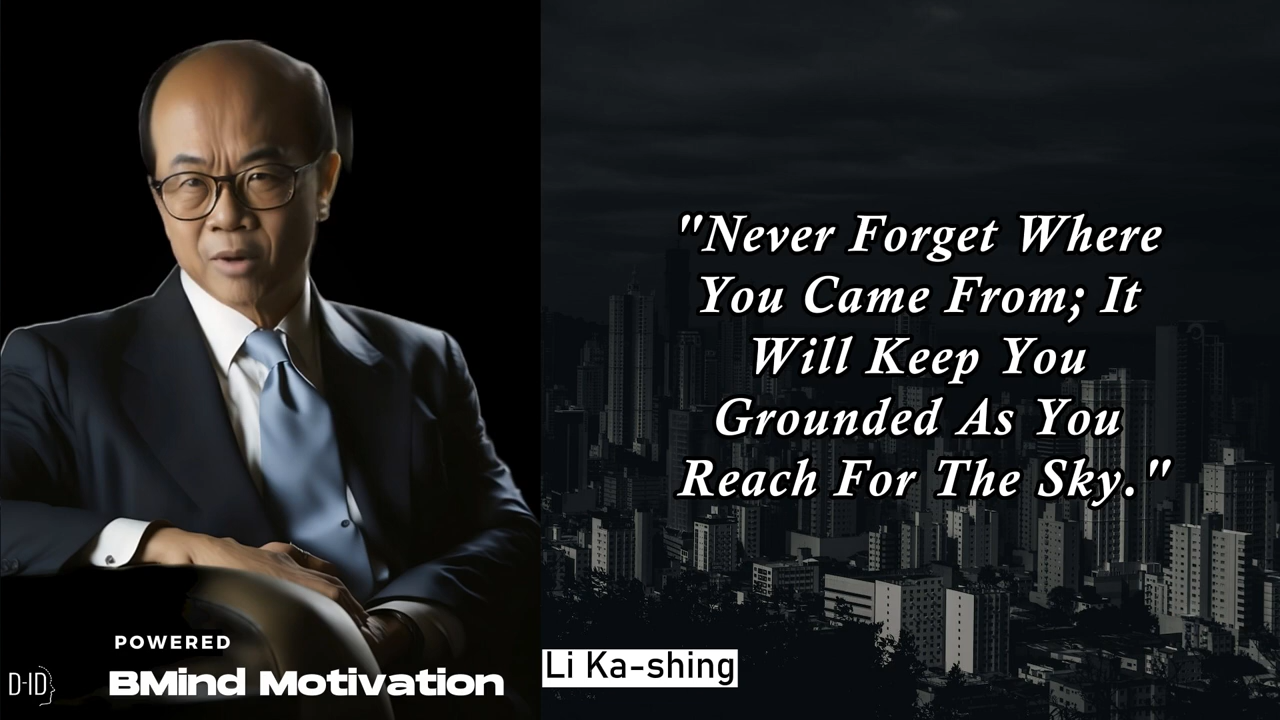 "Never Forget Where
You Came From; It
Will Keep You
Grounded As You
Reach For The Sky."
POWERED
BMind Motivation
D-ID
Li Ka-shing